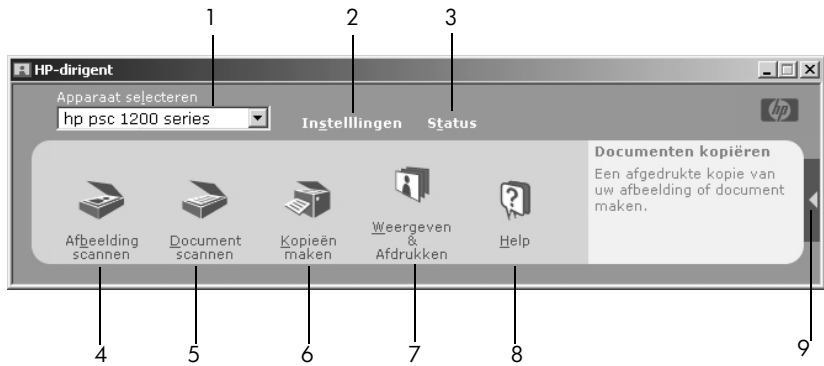 1 2 3
HP-dirigent
Apparaat selecteren
hp psc 1200 series
Instelllingen Status
hp
Documenten kopiëren
Een afgedrukte kopie van
uw afbeelding of document
maken.
Afbeelding
scannen
Document
scannen
Kopieën
maken
Weergeven
&
Afdrukken
Help
4 5 6 7 8 9